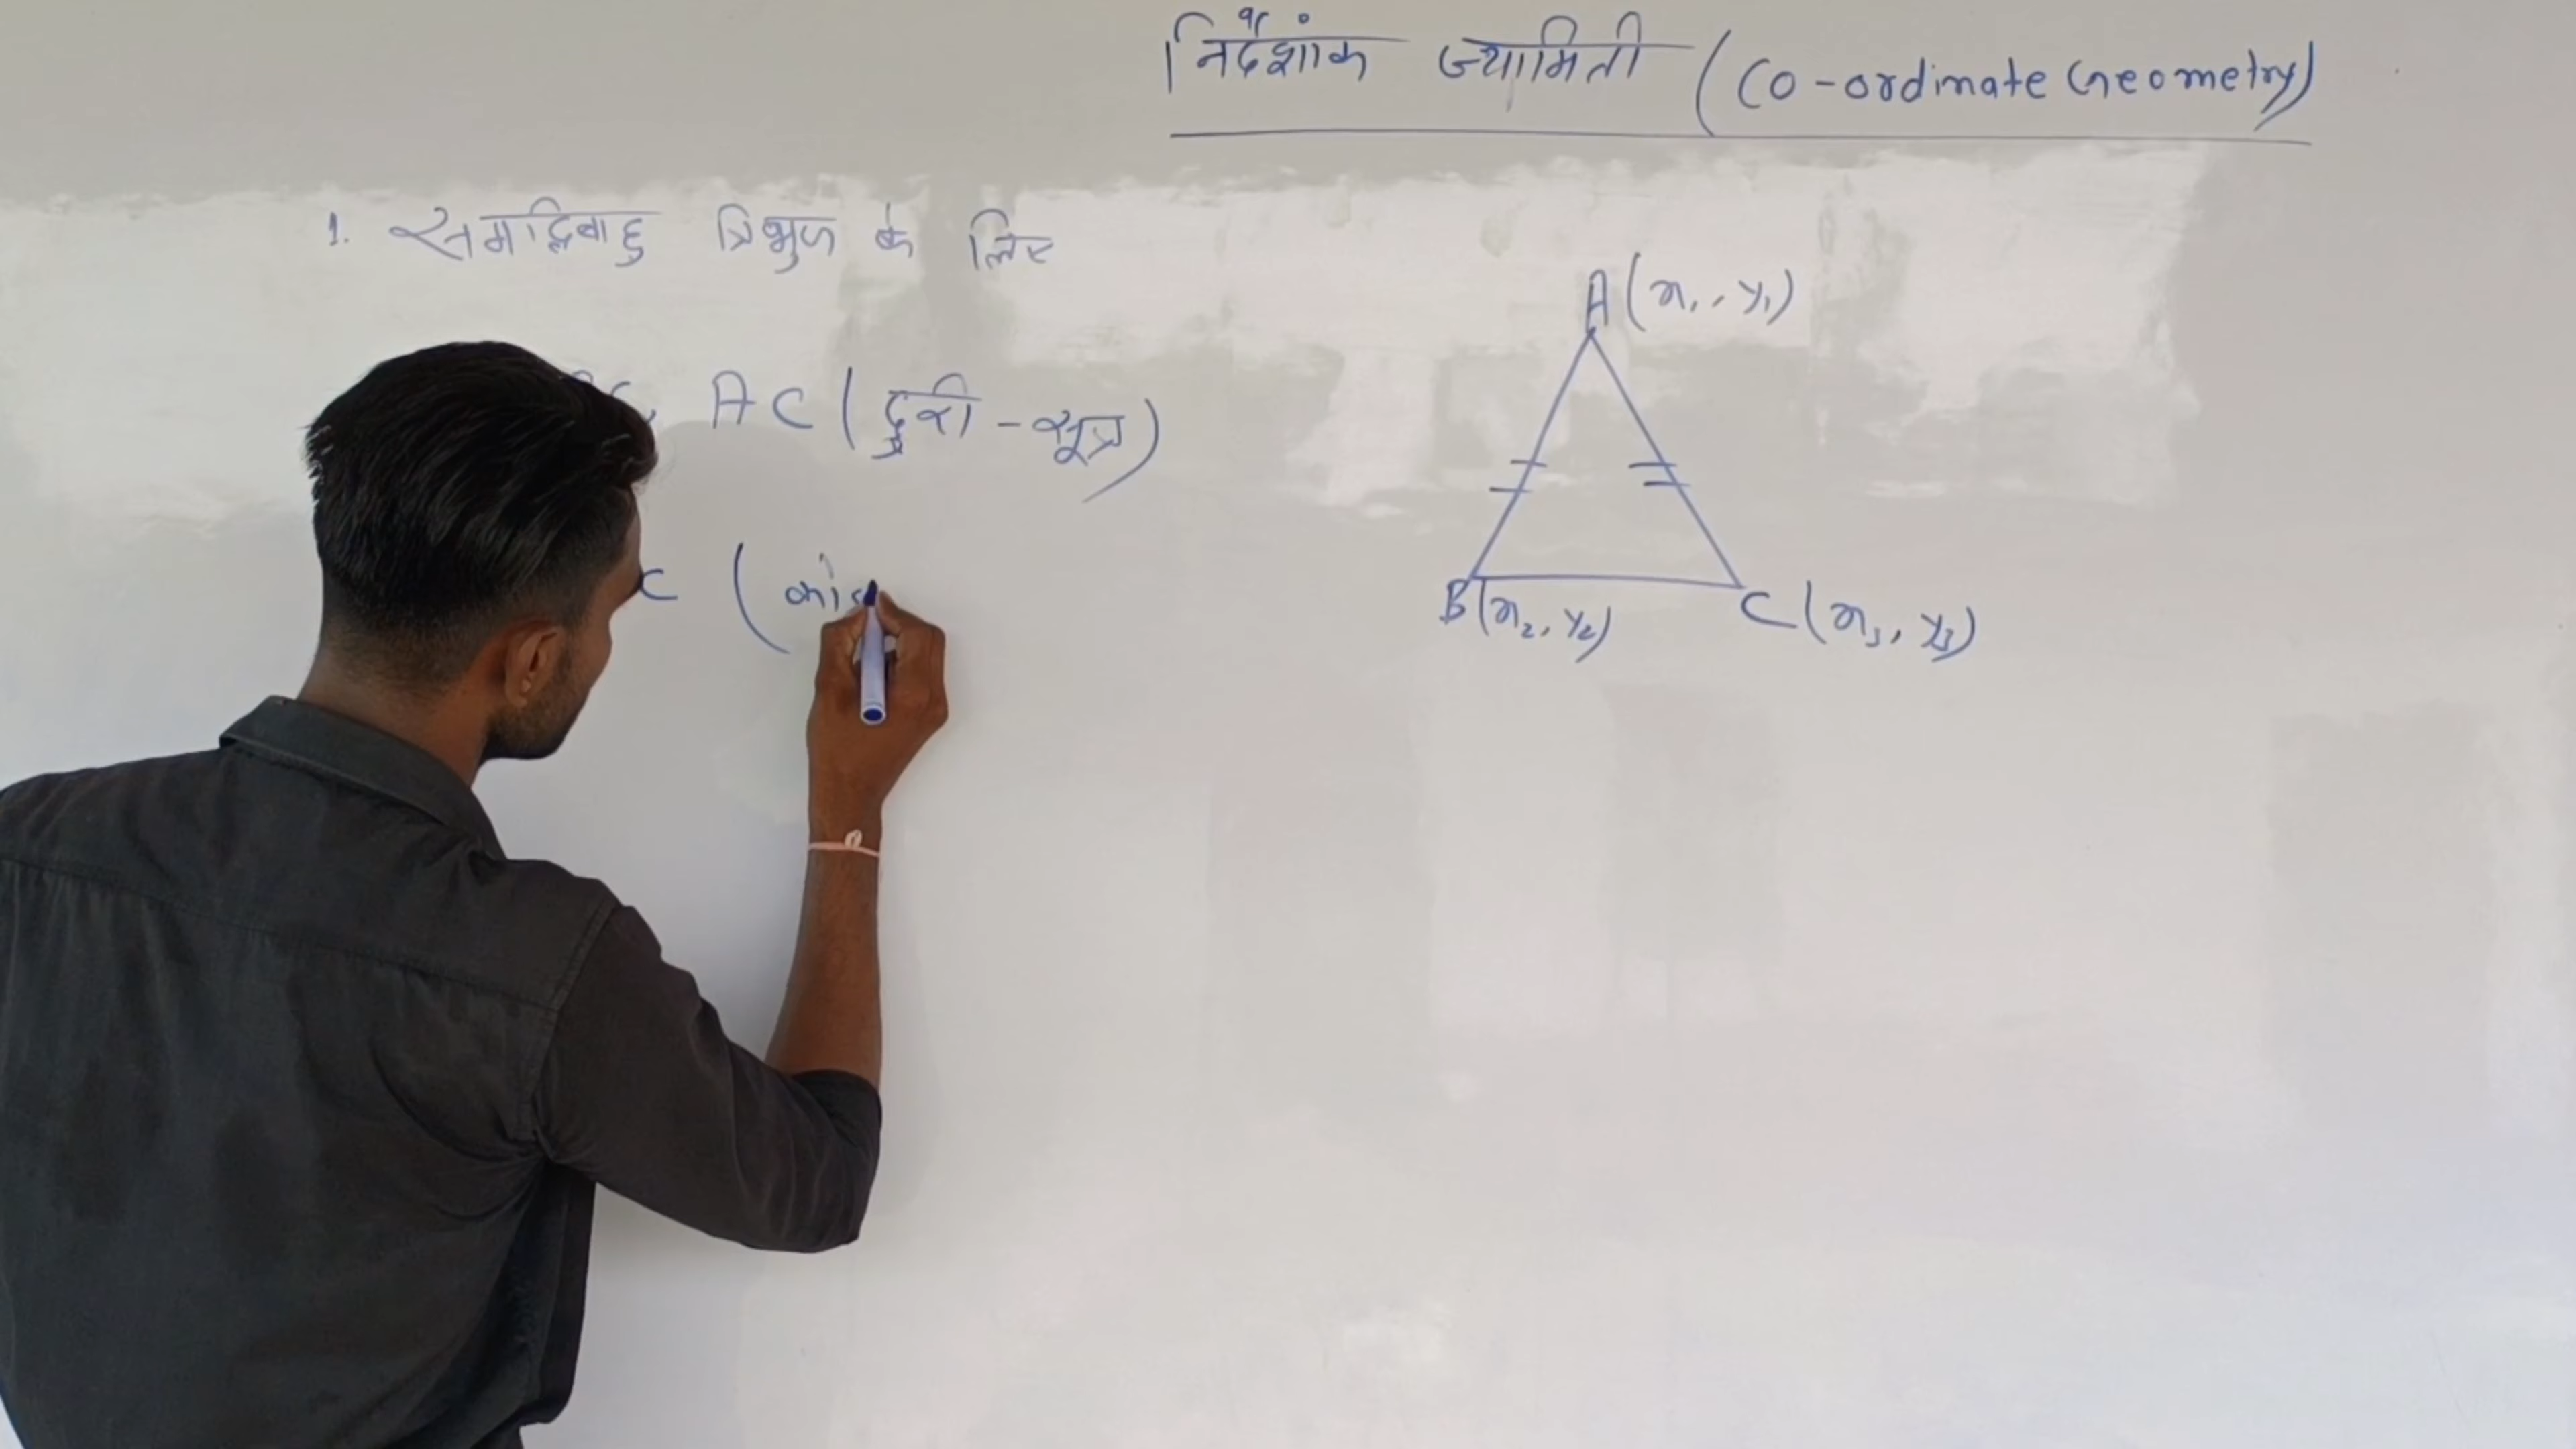 निर्देशांक ज्यामिती (Co-ordinate Geometry)
1. समद्विबाहु त्रिभुज के लिए
AC (दुरी - सूत्र)
C (
A (x₁, y₁)
B (x₂, y₂)
C (x₃, y₃)